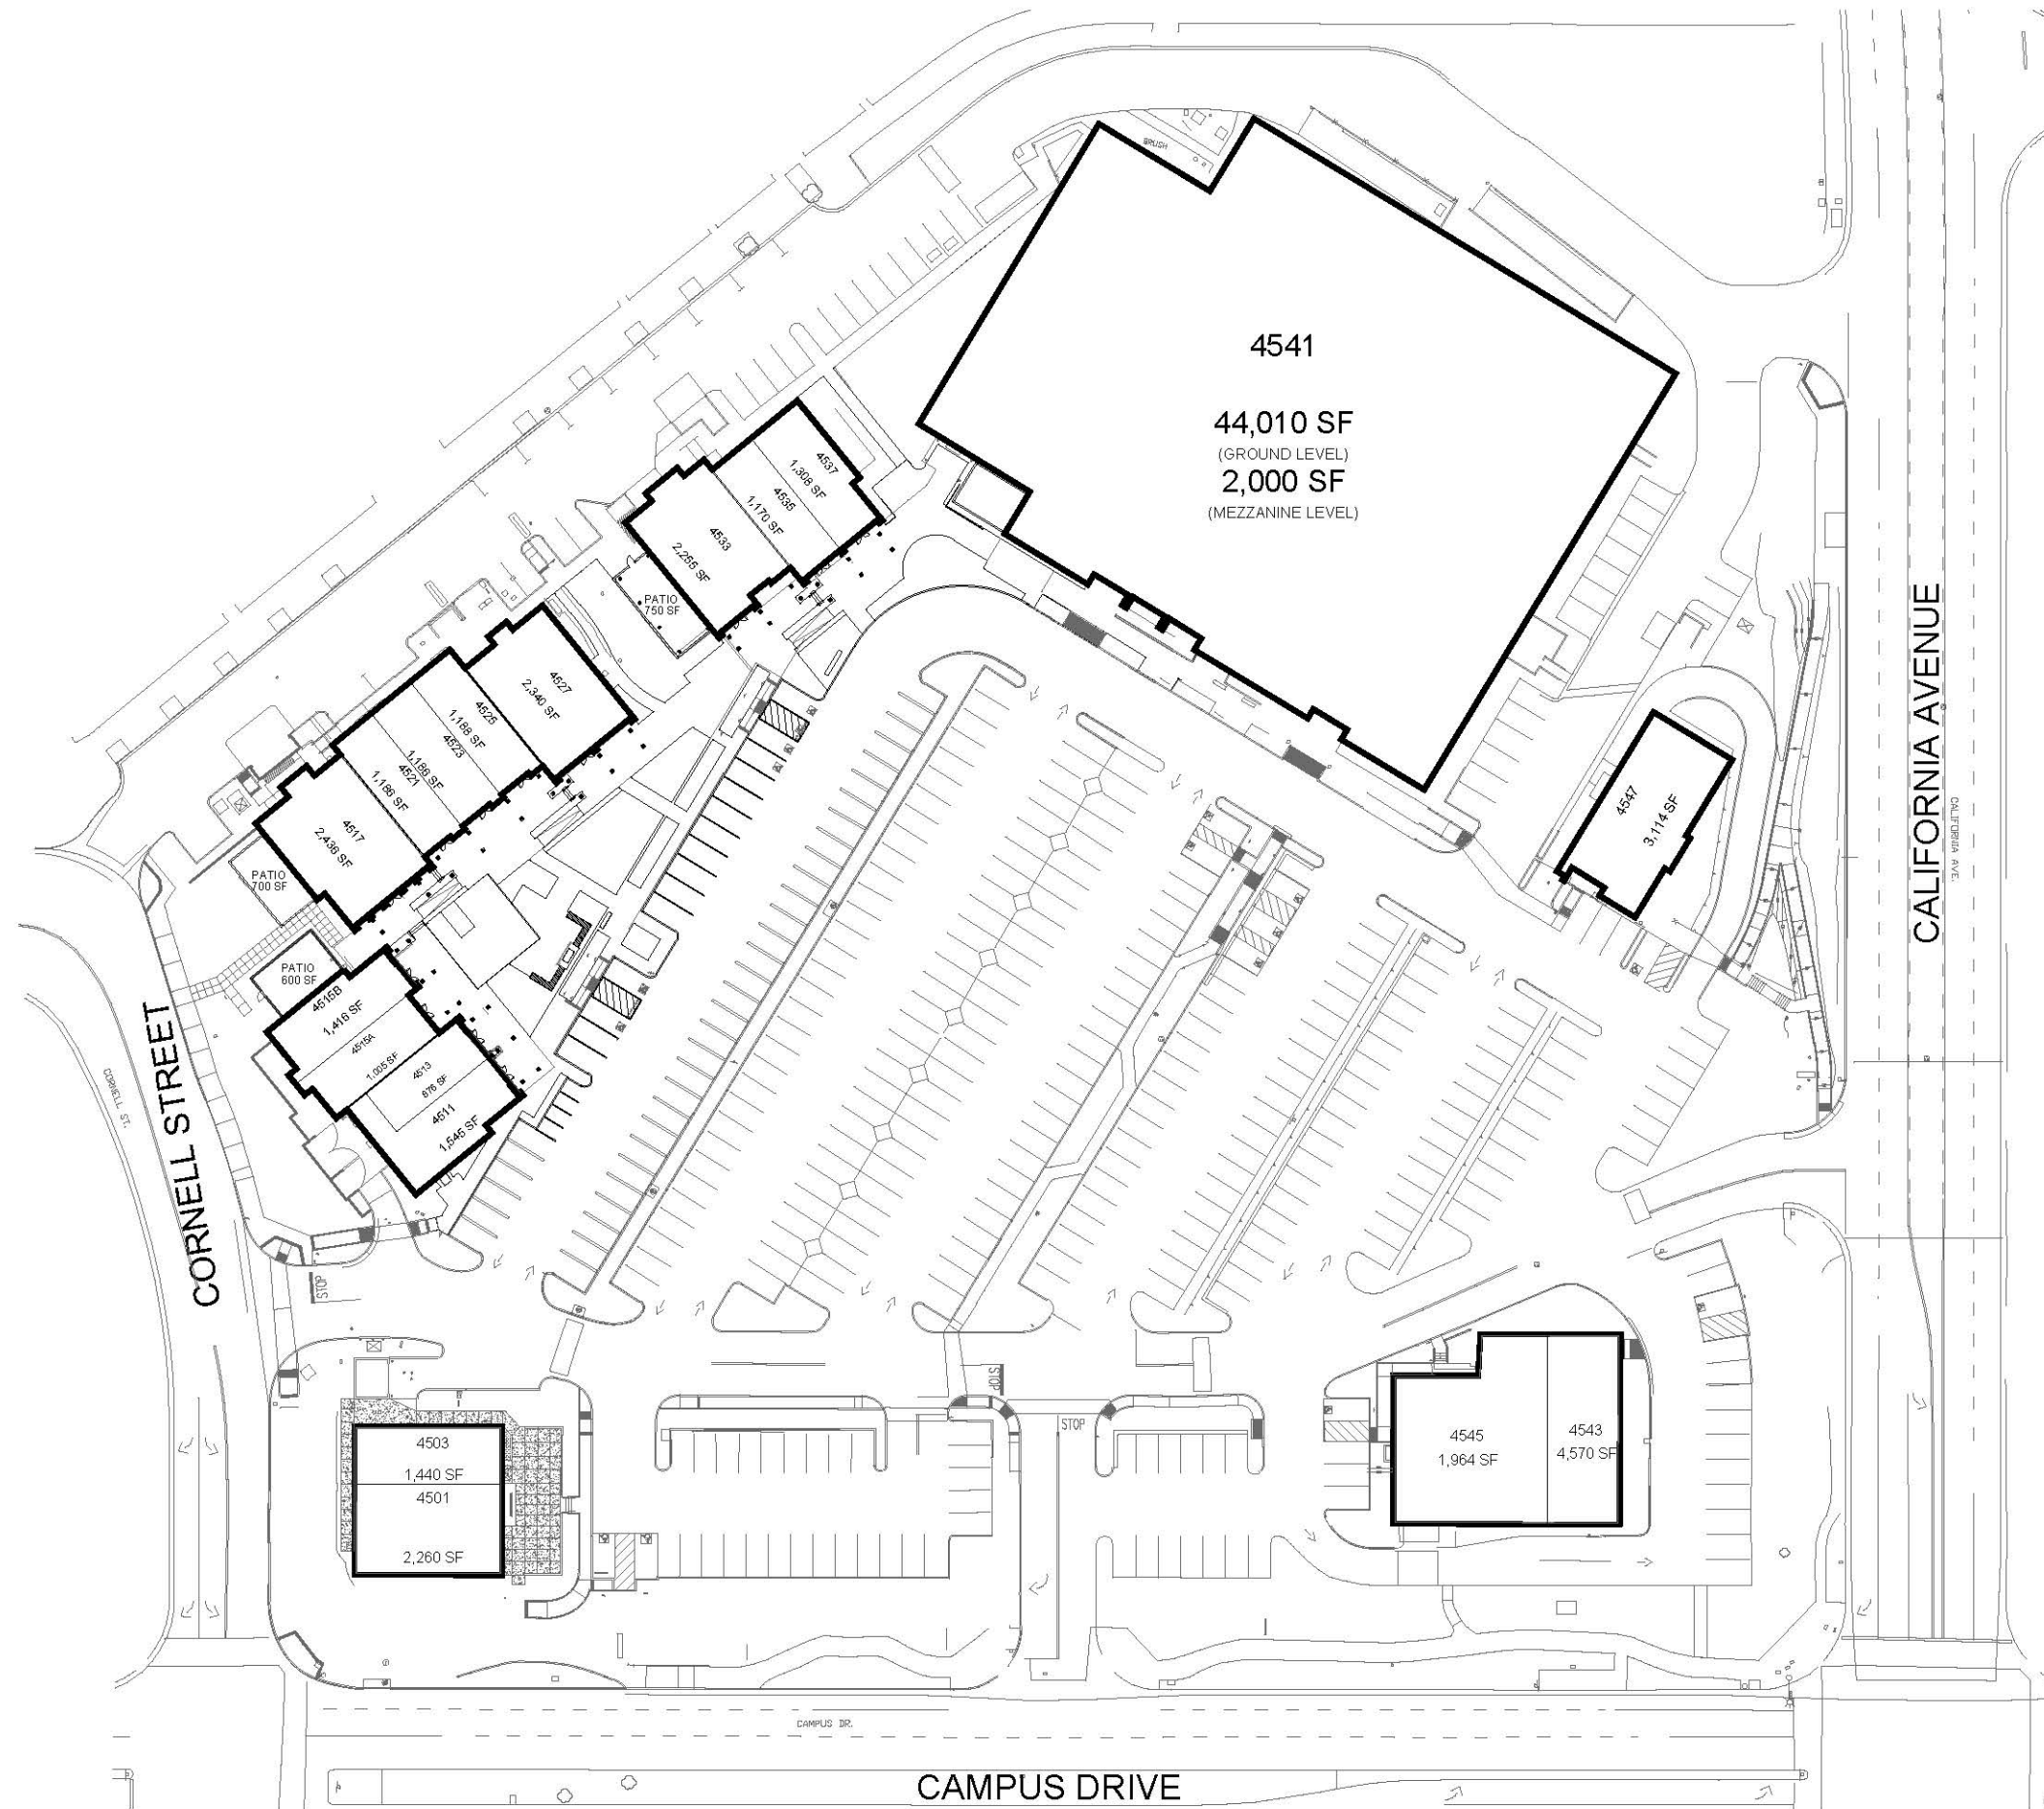 BRUSH
4541
44,010 SF
(GROUND LEVEL)
2,000 SF
(MEZZANINE LEVEL)
4537
1,308 SF
4535
1,170 SF
4533
2,255 SF
PATIO
750 SF
4527
2,340 SF
4525
1,188 SF
4523
1,186 SF
4521
1,186 SF
4517
2,436 SF
PATIO
700 SF
PATIO
600 SF
4515B
1,416 SF
4515A
1,005 SF
4513
876 SF
4511
1,545 SF
4547
3,114 SF
CALIFORNIA AVENUE
CALIFORNIA AVE.
CORNELL STREET
CORNELL ST.
STOP
STOP
STOP
4503
1,440 SF
4501
2,260 SF
4545
1,964 SF
4543
4,570 SF
CAMPUS DR.
CAMPUS DRIVE